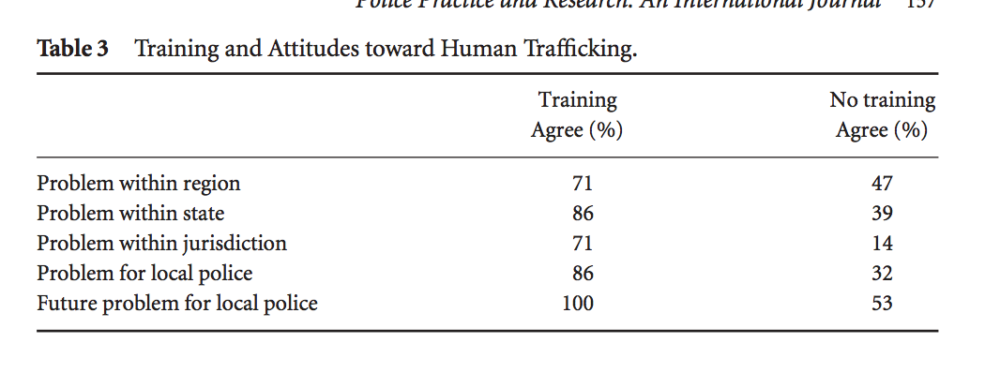 Police Practice and Research: An International Journal 137
Table 3 Training and Attitudes toward Human Trafficking.
Training No training
Agree (%) Agree (%)
Problem within region 71 47
Problem within state 86 39
Problem within jurisdiction 71 14
Problem for local police 86 32
Future problem for local police 100 53